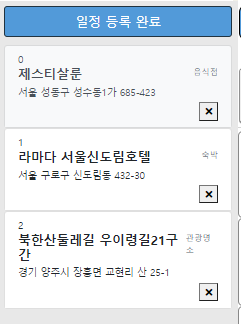 일정 등록 완료
0
제스티살룬 음식점
서울 성동구 성수동1가 685-423
✕
1
라마다 서울신도림호텔 숙박
서울 구로구 신도림동 432-30
✕
2
북한산둘레길 우이령길21구 관광명
간 소
경기 양주시 장흥면 교현리 산 25-1
✕